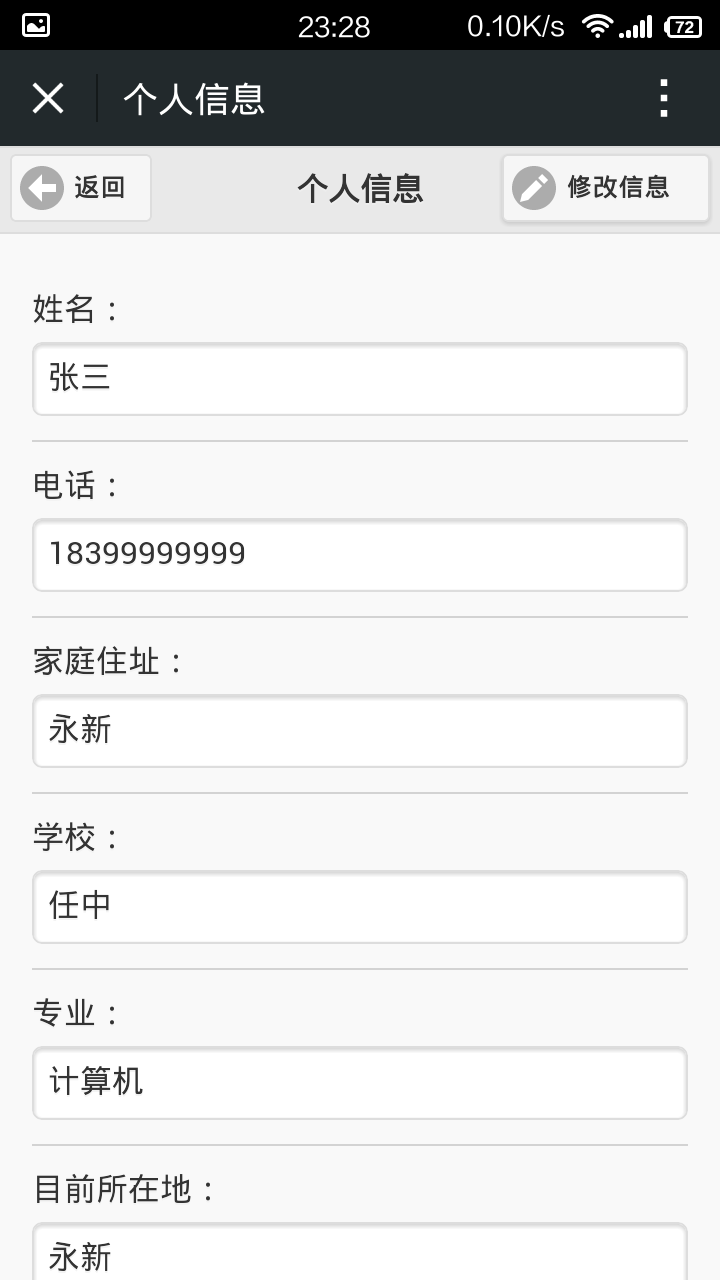 23:28 0.10K/s 72
个人信息
返回 个人信息 修改信息
姓名：
张三
电话：
18399999999
家庭住址：
永新
学校：
任中
专业：
计算机
目前所在地：
永新